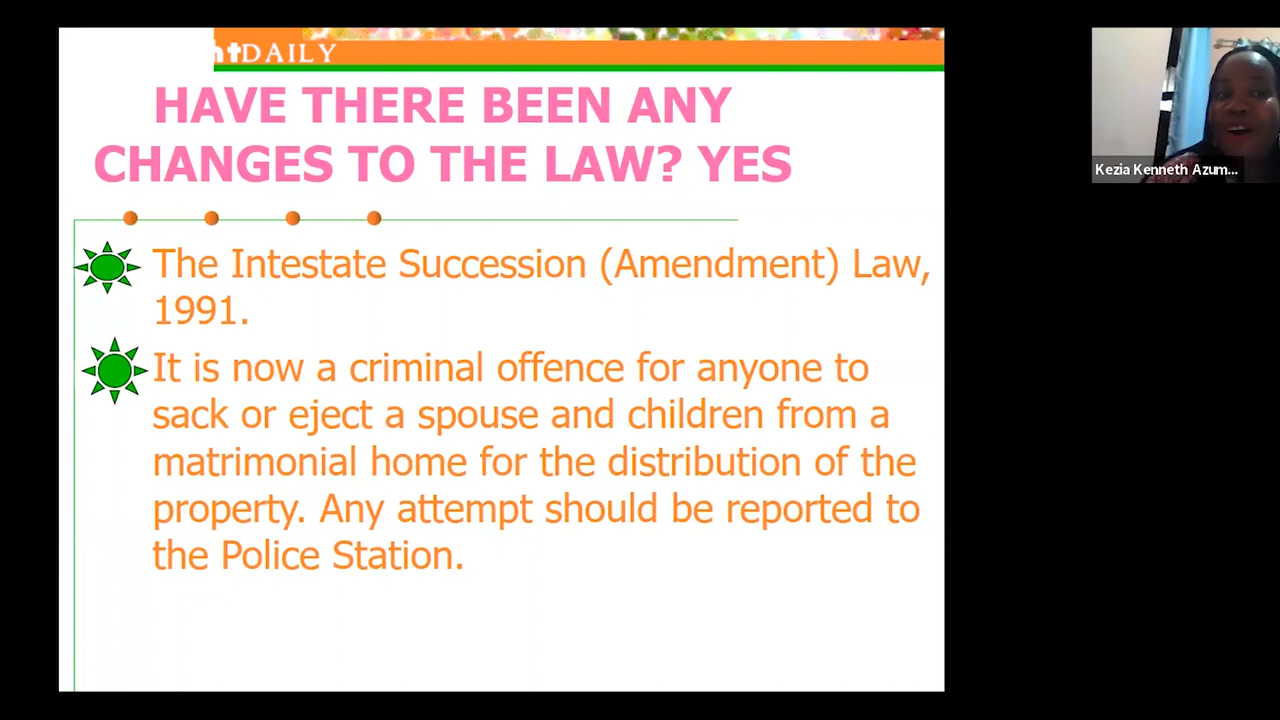 DAILY
HAVE THERE BEEN ANY
CHANGES TO THE LAW? YES
The Intestate Succession (Amendment) Law,
1991.
It is now a criminal offence for anyone to
sack or eject a spouse and children from a
matrimonial home for the distribution of the
property. Any attempt should be reported to
the Police Station.
Kezia Kenneth Azum...